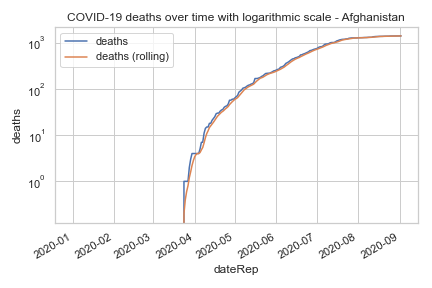 COVID-19 deaths over time with logarithmic scale - Afghanistan
deaths
deaths (rolling)
10³
10²
10¹
10⁰
deaths
2020-01
2020-02
2020-03
2020-04
2020-05
2020-06
2020-07
2020-08
2020-09
dateRep